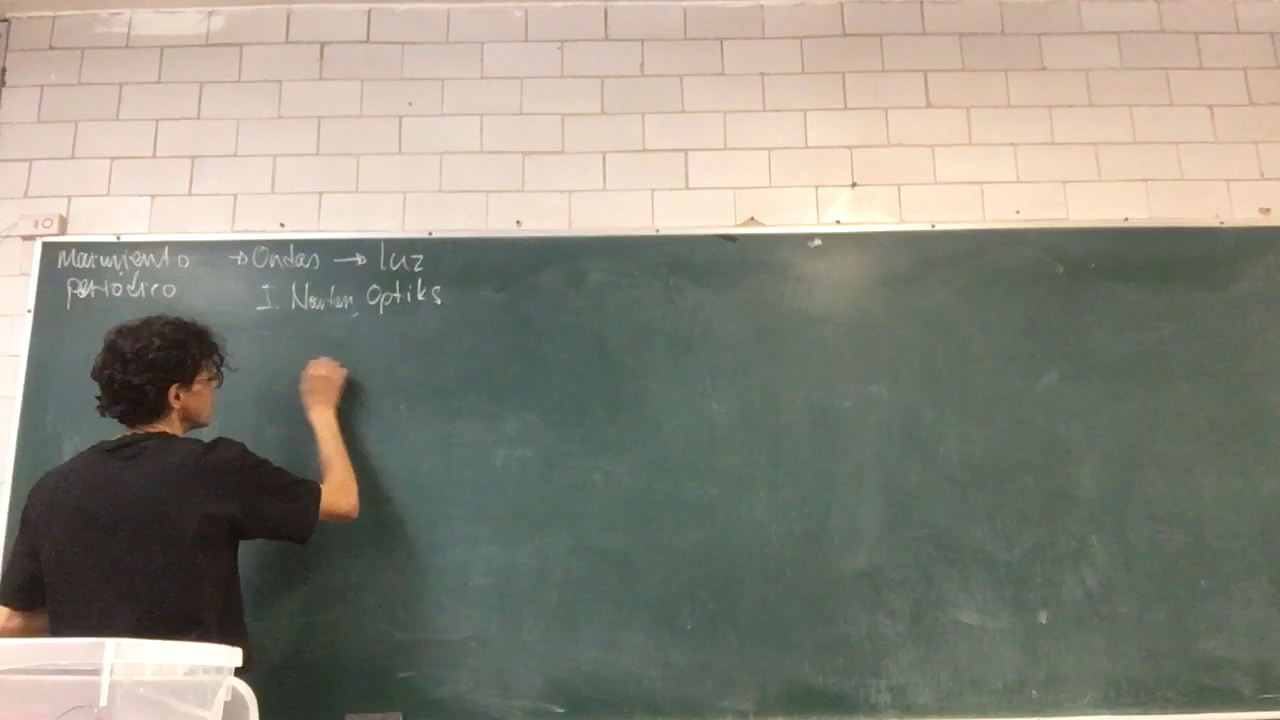 Movimiento → Ondas → luz
periódico I. Newton, Optiks